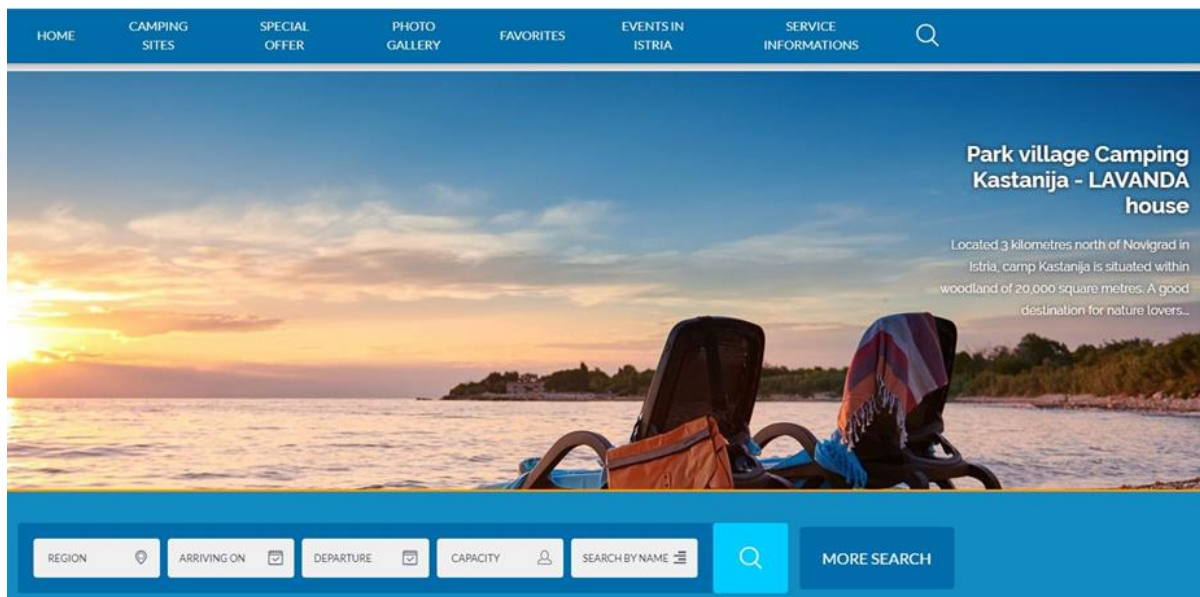 HOME
CAMPING
SITES
SPECIAL
OFFER
PHOTO
GALLERY
FAVORITES
EVENTS IN
ISTRIA
SERVICE
INFORMATIONS
Park village Camping
Kastanija - LAVANDA
house
Located 3 kilometres north of Novigrad in
Istria, camp Kastanija is situated within
woodland of 20,000 square metres. A good
destination for nature lovers...
REGION
ARRIVING ON
DEPARTURE
CAPACITY
SEARCH BY NAME
MORE SEARCH